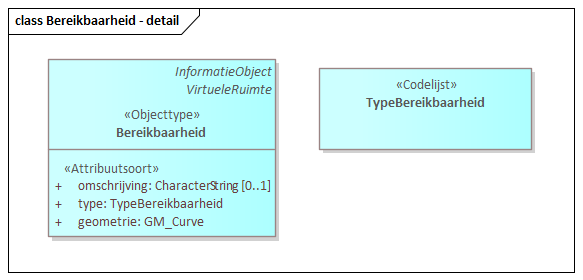 class Bereikbaarheid - detail
InformatieObject
VirtueleRuimte
«Objecttype»
Bereikbaarheid
«Attribuutsoort»
+ omschrijving: CharacterString [0..1]
+ type: TypeBereikbaarheid
+ geometrie: GM_Curve
«Codelijst»
TypeBereikbaarheid